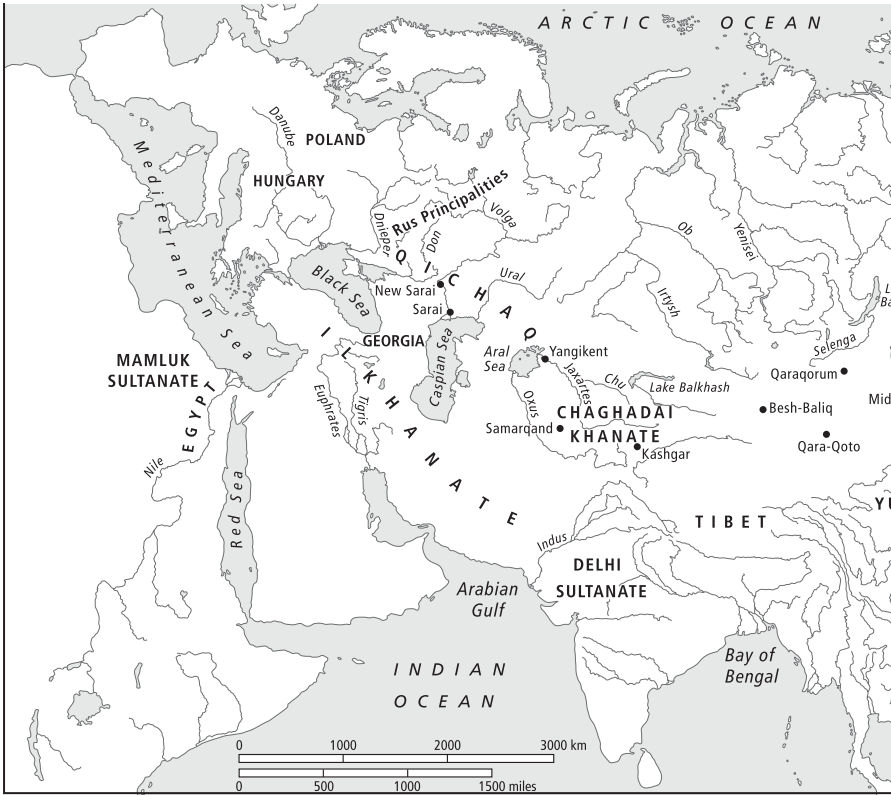 ARCTIC OCEAN
Danube
POLAND
HUNGARY
Mediterranean Sea
Rus Principalities
Dnieper
Don
Volga
Ob
Yenisei
QICHAQ
Black Sea
New Sarai
Ural
Irtysh
Sarai
ILKHANATE
GEORGIA
Caspian Sea
Aral
Sea
Yangikent
Selenga
MAMLUK
SULTANATE
Jaxartes
Chu
Lake Balkhash
Qaraqorum
EGYPT
Euphrates
Tigris
Oxus
CHAGHADAI
KHANATE
Besh-Baliq
Mid
Samarqand
Kashgar
Qara-Qoto
Nile
Red Sea
TIBET
YU
Indus
DELHI
SULTANATE
Arabian
Gulf
INDIAN
OCEAN
Bay of
Bengal
0 1000 2000 3000 km
0 500 1000 1500 miles